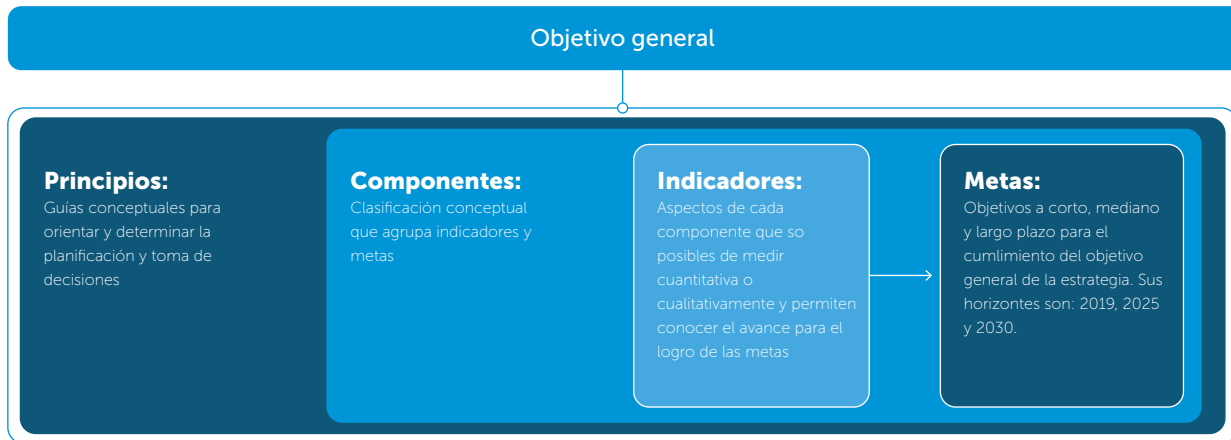 Objetivo general
Principios:
Guías conceptuales para
orientar y determinar la
planificación y toma de
decisiones
Componentes:
Clasificación conceptual
que agrupa indicadores y
metas
Indicadores:
Aspectos de cada
componente que so
posibles de medir
cuantitativa o
cualitativamente y permiten
conocer el avance para el
logro de las metas
Metas:
Objetivos a corto, mediano
y largo plazo para el
cumlimiento del objetivo
general de la estrategia. Sus
horizontes son: 2019, 2025
y 2030.